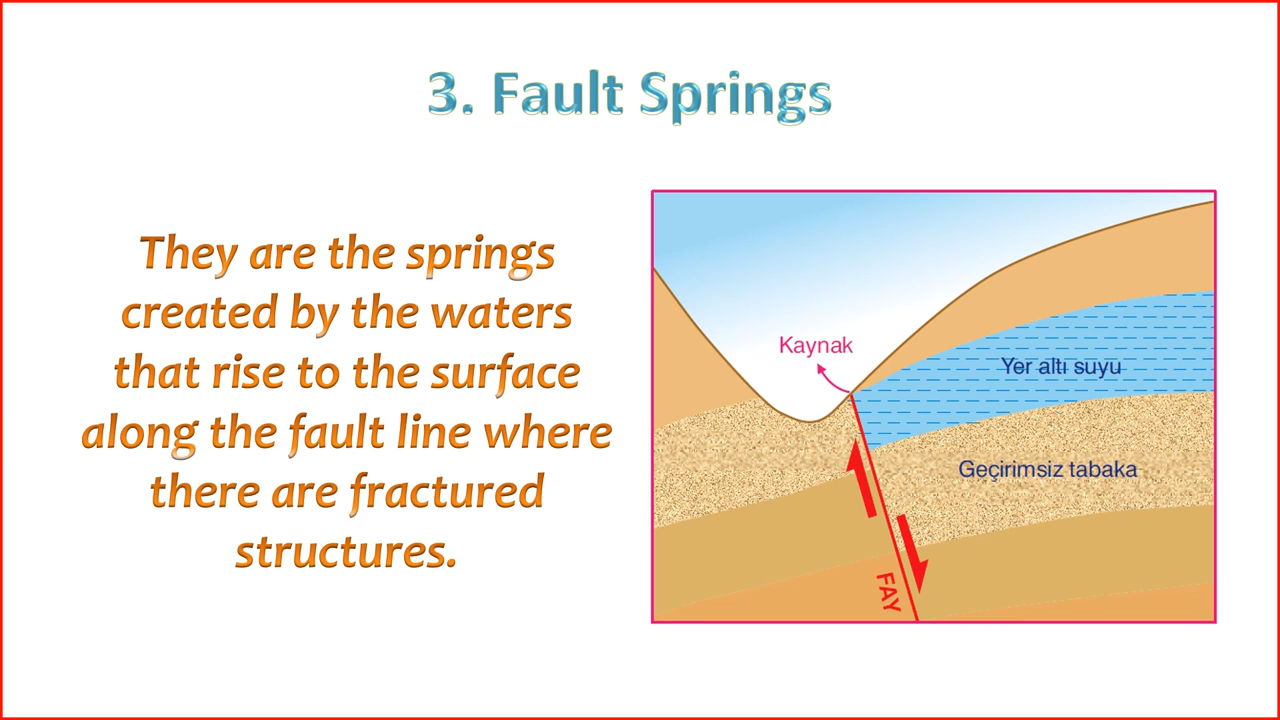 3. Fault Springs
They are the springs
created by the waters
that rise to the surface
along the fault line where
there are fractured
structures.
Kaynak
Yer altı suyu
Geçirimsiz tabaka
FAY